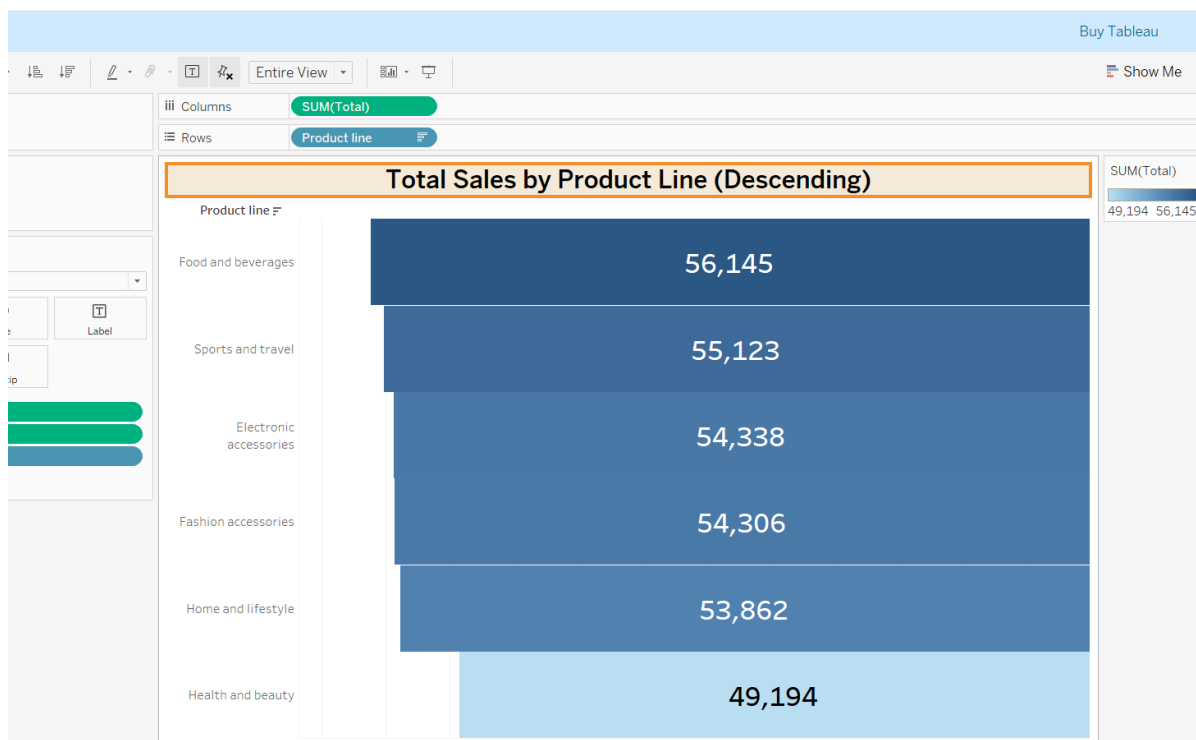 Buy Tableau
Entire View
Show Me
Columns SUM(Total)
Rows Product line
Total Sales by Product Line (Descending)
SUM(Total)
49,194 56,145
Product line
Food and beverages 56,145
Sports and travel 55,123
Electronic
accessories 54,338
Fashion accessories 54,306
Home and lifestyle 53,862
Health and beauty 49,194
T
Label